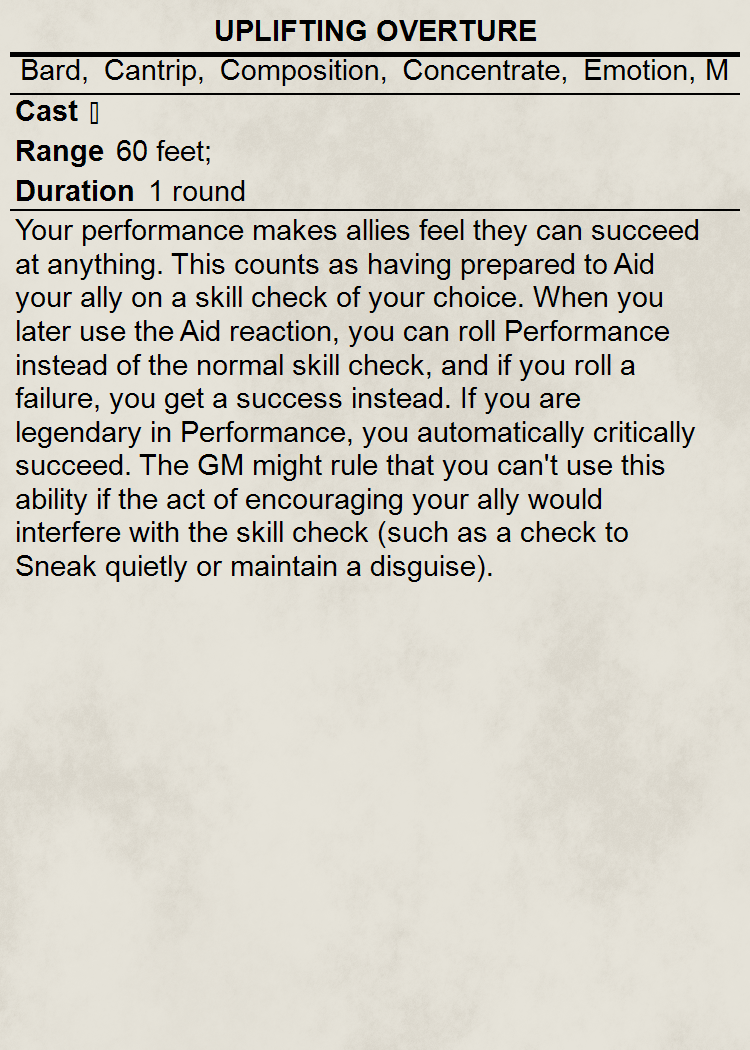 UPLIFTING OVERTURE
Bard, Cantrip, Composition, Concentrate, Emotion, M
Cast ▯
Range 60 feet;
Duration 1 round
Your performance makes allies feel they can succeed
at anything. This counts as having prepared to Aid
your ally on a skill check of your choice. When you
later use the Aid reaction, you can roll Performance
instead of the normal skill check, and if you roll a
failure, you get a success instead. If you are
legendary in Performance, you automatically critically
succeed. The GM might rule that you can't use this
ability if the act of encouraging your ally would
interfere with the skill check (such as a check to
Sneak quietly or maintain a disguise).